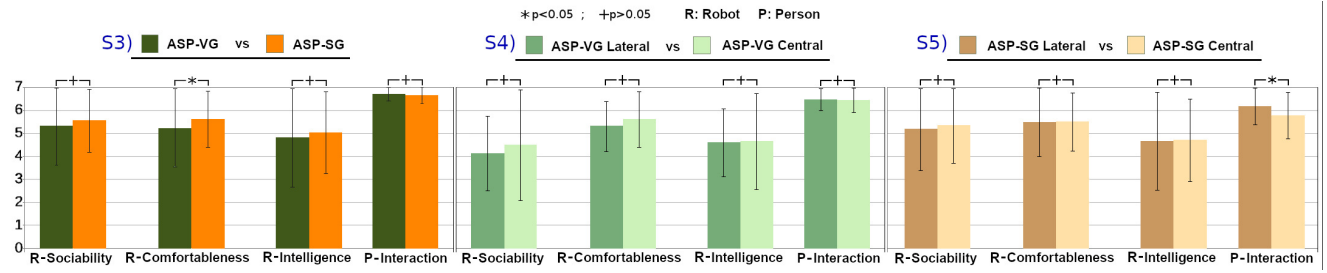 *p<0.05 ; +p>0.05 R: Robot P: Person
S3) ASP-VG vs ASP-SG
S4) ASP-VG Lateral vs ASP-VG Central
S5) ASP-SG Lateral vs ASP-SG Central
+ * + +
+ + + +
+ + + *
7
6
5
4
3
2
1
0
R-Sociability R-Comfortableness R-Intelligence P-Interaction
R-Sociability R-Comfortableness R-Intelligence P-Interaction
R-Sociability R-Comfortableness R-Intelligence P-Interaction